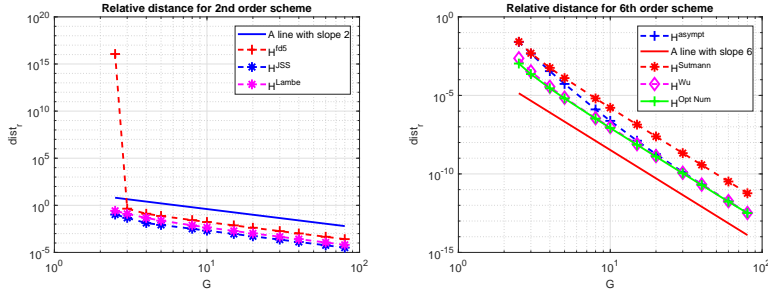 Relative distance for 2nd order scheme
10^20
10^15
10^10
10^5
10^0
10^-5
dist_r
10^0
10^1
10^2
G
A line with slope 2
H^fd5
H^JSS
H^Lambe
Relative distance for 6th order scheme
10^0
10^-5
10^-10
10^-15
dist_r
10^0
10^1
10^2
G
H^asympt
A line with slope 6
H^Sutmann
H^Wu
H^Opt Num